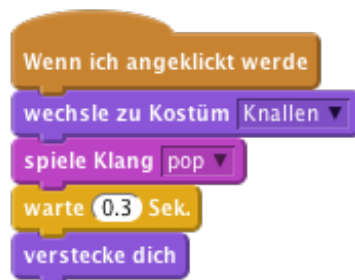 Wenn ich angeklickt werde
wechsle zu Kostüm Knallen
spiele Klang pop
warte 0.3 Sek.
verstecke dich